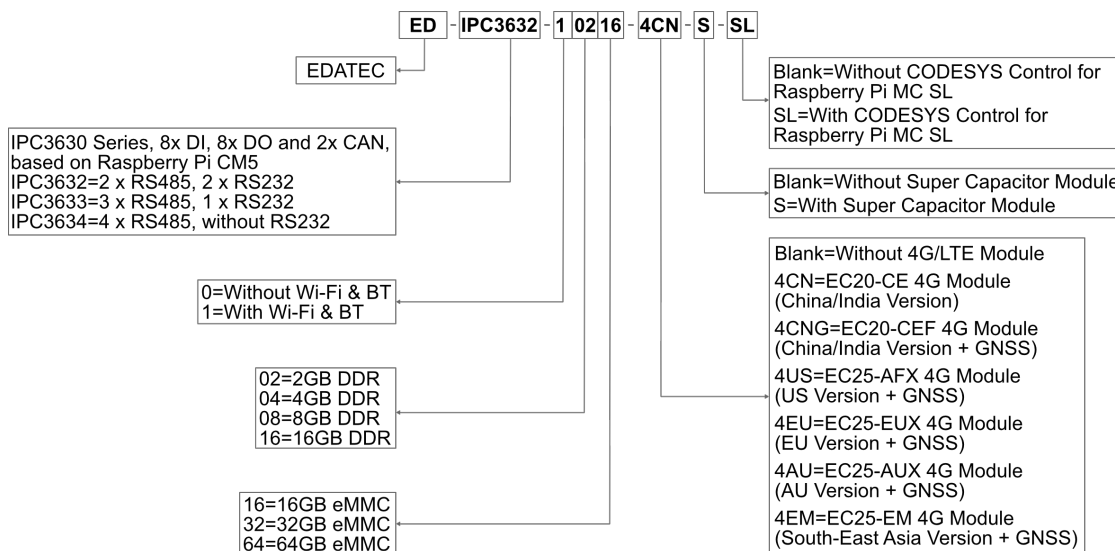 ED - IPC3632 - 1 02 16 - 4CN - S - SL
EDATEC
IPC3630 Series, 8x DI, 8x DO and 2x CAN,
based on Raspberry Pi CM5
IPC3632=2 x RS485, 2 x RS232
IPC3633=3 x RS485, 1 x RS232
IPC3634=4 x RS485, without RS232
0=Without Wi-Fi & BT
1=With Wi-Fi & BT
02=2GB DDR
04=4GB DDR
08=8GB DDR
16=16GB DDR
16=16GB eMMC
32=32GB eMMC
64=64GB eMMC
Blank=Without CODESYS Control for
Raspberry Pi MC SL
SL=With CODESYS Control for
Raspberry Pi MC SL
Blank=Without Super Capacitor Module
S=With Super Capacitor Module
Blank=Without 4G/LTE Module
4CN=EC20-CE 4G Module
(China/India Version)
4CNG=EC20-CEF 4G Module
(China/India Version + GNSS)
4US=EC25-AFX 4G Module
(US Version + GNSS)
4EU=EC25-EUX 4G Module
(EU Version + GNSS)
4AU=EC25-AUX 4G Module
(AU Version + GNSS)
4EM=EC25-EM 4G Module
(South-East Asia Version + GNSS)